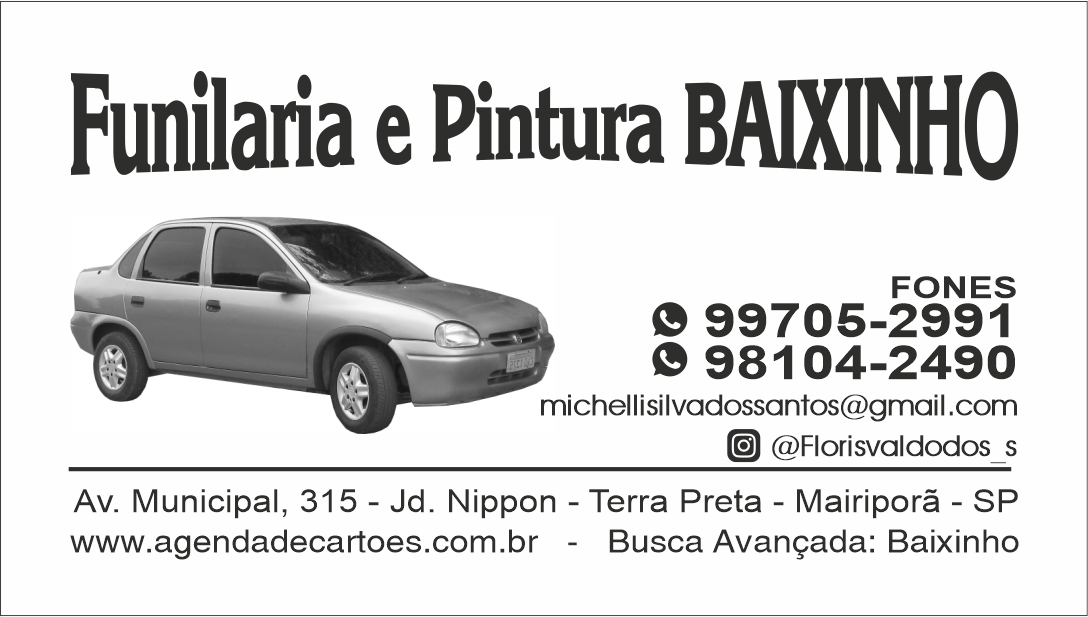 Funilaria e Pintura BAIXINHO
FONES
99705-2991
98104-2490
michellisilvadossantos@gmail.com
@Florisvaldodos_s
Av. Municipal, 315 - Jd. Nippon - Terra Preta - Mairiporã - SP
www.agendadecartoes.com.br - Busca Avançada: Baixinho